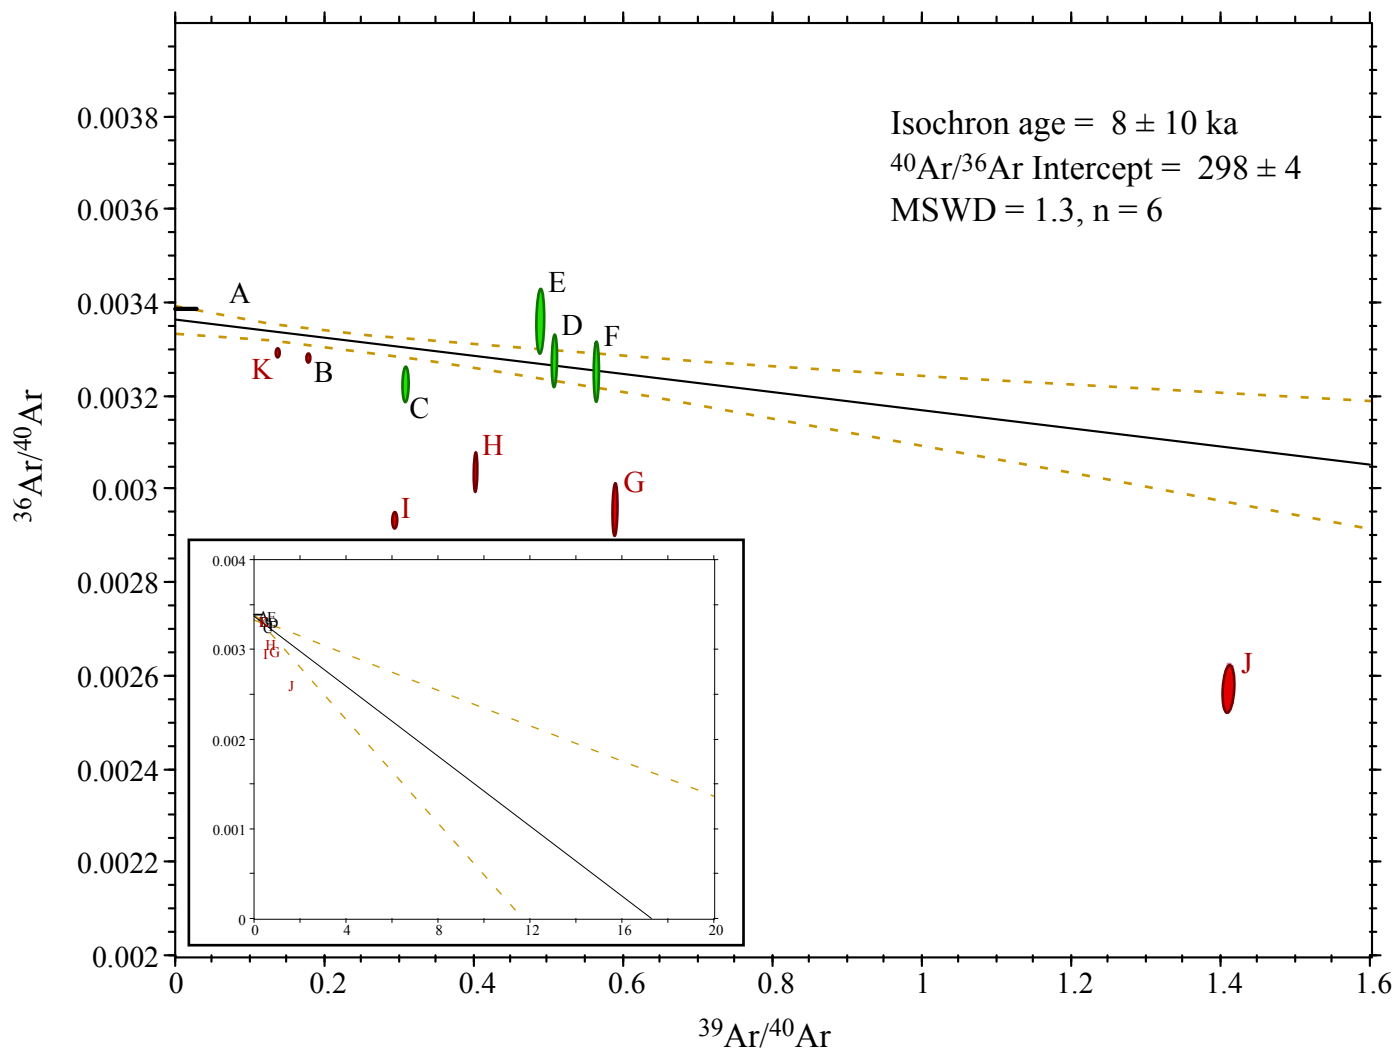 Isochron age = 8 ± 10 ka
⁴⁰Ar/³⁶Ar Intercept = 298 ± 4
MSWD = 1.3, n = 6
0.0038
0.0036
0.0034
0.0032
0.003
0.0028
0.0026
0.0024
0.0022
0.002
³⁶Ar/⁴⁰Ar
A
E
D
F
K
B
C
H
G
I
J
0.004
0.003
0.002
0.001
0
H
G
I
J
0 4 8 12 16 20
0 0.2 0.4 0.6 0.8 1 1.2 1.4 1.6
³⁹Ar/⁴⁰Ar